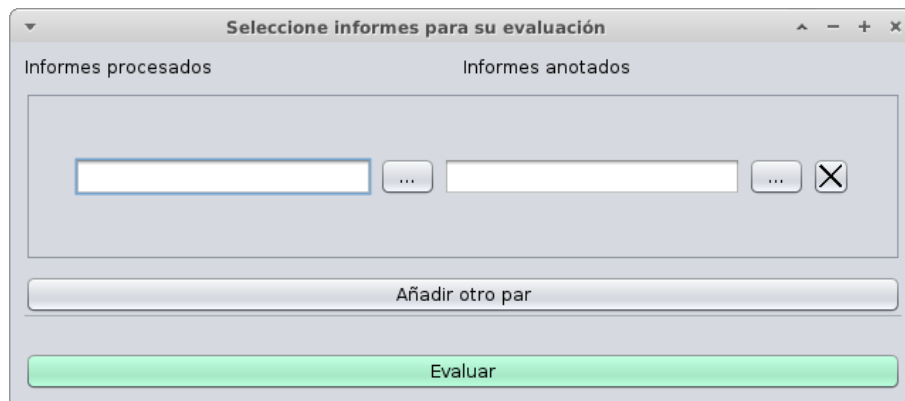 Seleccione informes para su evaluación
Informes procesados Informes anotados
... ...
Añadir otro par
Evaluar